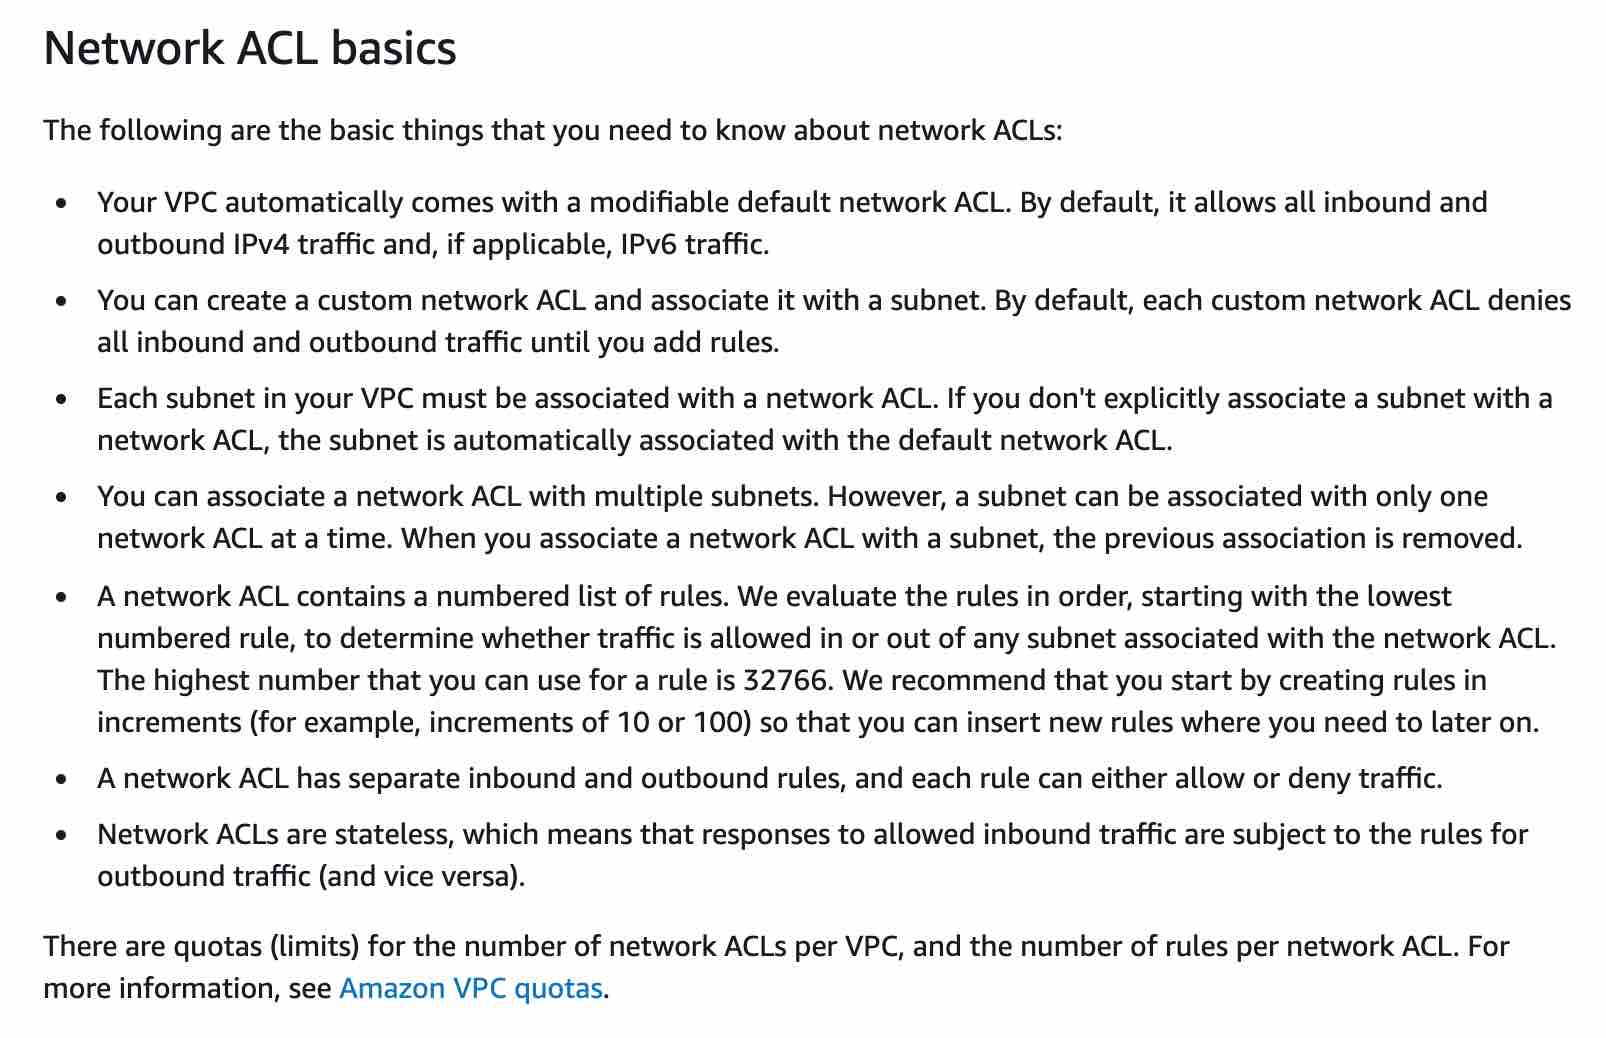 Network ACL basics
The following are the basic things that you need to know about network ACLs:
• Your VPC automatically comes with a modifiable default network ACL. By default, it allows all inbound and
outbound IPv4 traffic and, if applicable, IPv6 traffic.
• You can create a custom network ACL and associate it with a subnet. By default, each custom network ACL denies
all inbound and outbound traffic until you add rules.
• Each subnet in your VPC must be associated with a network ACL. If you don't explicitly associate a subnet with a
network ACL, the subnet is automatically associated with the default network ACL.
• You can associate a network ACL with multiple subnets. However, a subnet can be associated with only one
network ACL at a time. When you associate a network ACL with a subnet, the previous association is removed.
• A network ACL contains a numbered list of rules. We evaluate the rules in order, starting with the lowest
numbered rule, to determine whether traffic is allowed in or out of any subnet associated with the network ACL.
The highest number that you can use for a rule is 32766. We recommend that you start by creating rules in
increments (for example, increments of 10 or 100) so that you can insert new rules where you need to later on.
• A network ACL has separate inbound and outbound rules, and each rule can either allow or deny traffic.
• Network ACLs are stateless, which means that responses to allowed inbound traffic are subject to the rules for
outbound traffic (and vice versa).
There are quotas (limits) for the number of network ACLs per VPC, and the number of rules per network ACL. For
more information, see Amazon VPC quotas.